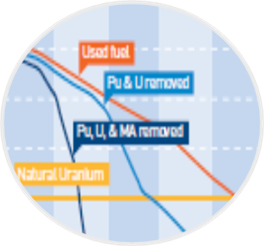 Used fuel
Pu & U removed
Pu, U, & MA removed
Natural Uranium